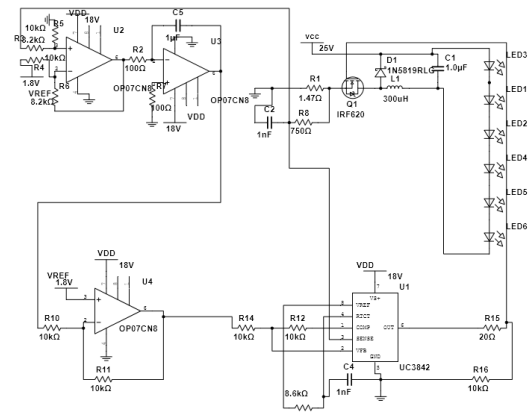 VDD
18V
U2
R5
10kΩ
R3
8.2kΩ
10kΩ
R4
1.8V
R6
VREF
8.2kΩ
OP07CN8
R2
100Ω
C5
1µF
U3
R7
100Ω
OP07CN8
18V
VDD
VCC
25V
D1
1N5819RLG
L1
300uH
C1
1.0µF
R1
1.47Ω
Q1
IRF620
C2
1nF
R8
750Ω
LED3
LED1
LED2
LED4
LED5
LED6
VDD
18V
VREF
1.8V
U4
OP07CN8
R10
10kΩ
R11
10kΩ
R14
10kΩ
R12
10kΩ
VDD
18V
U1
VREF
RTCT
COMP
SENSE
VFB
OUT
GND
UC3842
R15
20Ω
R16
10kΩ
C4
1nF
8.6kΩ